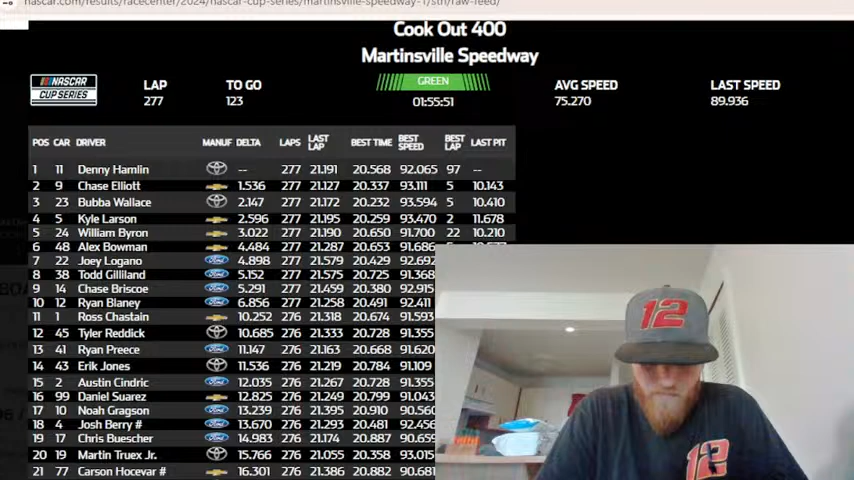 nascar.com/results/racecenter/2024/nascar-cup-series/martinsville-speedway-1/stn/raw-feed/
Cook Out 400
Martinsville Speedway
NASCAR CUP SERIES
LAP 277
TO GO 123
GREEN
01:55:51
AVG SPEED 75.270
LAST SPEED 89.936
POS CAR DRIVER MANUF DELTA LAPS LAST LAP BEST TIME BEST SPEED BEST LAP LAST PIT
1 11 Denny Hamlin -- 277 21.191 20.568 92.065 97 --
2 9 Chase Elliott 1.536 277 21.127 20.337 93.111 5 10.143
3 23 Bubba Wallace 2.147 277 21.172 20.232 93.594 5 10.410
4 5 Kyle Larson 2.596 277 21.195 20.259 93.470 2 11.678
5 24 William Byron 3.022 277 21.190 20.650 91.700 22 10.210
6 48 Alex Bowman 4.484 277 21.287 20.653 91.686
7 22 Joey Logano 4.898 277 21.579 20.429 92.692
8 38 Todd Gilliland 5.152 277 21.575 20.725 91.368
9 14 Chase Briscoe 5.291 277 21.459 20.380 92.915
10 12 Ryan Blaney 6.856 277 21.258 20.491 92.411
11 1 Ross Chastain 10.252 276 21.318 20.674 91.593
12 45 Tyler Reddick 10.685 276 21.333 20.728 91.355
13 41 Ryan Preece 11.147 276 21.163 20.668 91.620
14 43 Erik Jones 11.536 276 21.219 20.784 91.109
15 2 Austin Cindric 12.035 276 21.267 20.728 91.355
16 99 Daniel Suarez 12.825 276 21.249 20.799 91.043
17 10 Noah Gragson 13.239 276 21.395 20.910 90.560
18 4 Josh Berry # 13.670 276 21.293 20.481 92.456
19 17 Chris Buescher 14.983 276 21.174 20.887 90.659
20 19 Martin Truex Jr. 15.766 276 21.055 20.358 93.015
21 77 Carson Hocevar # 16.301 276 21.386 20.882 90.681
12
12